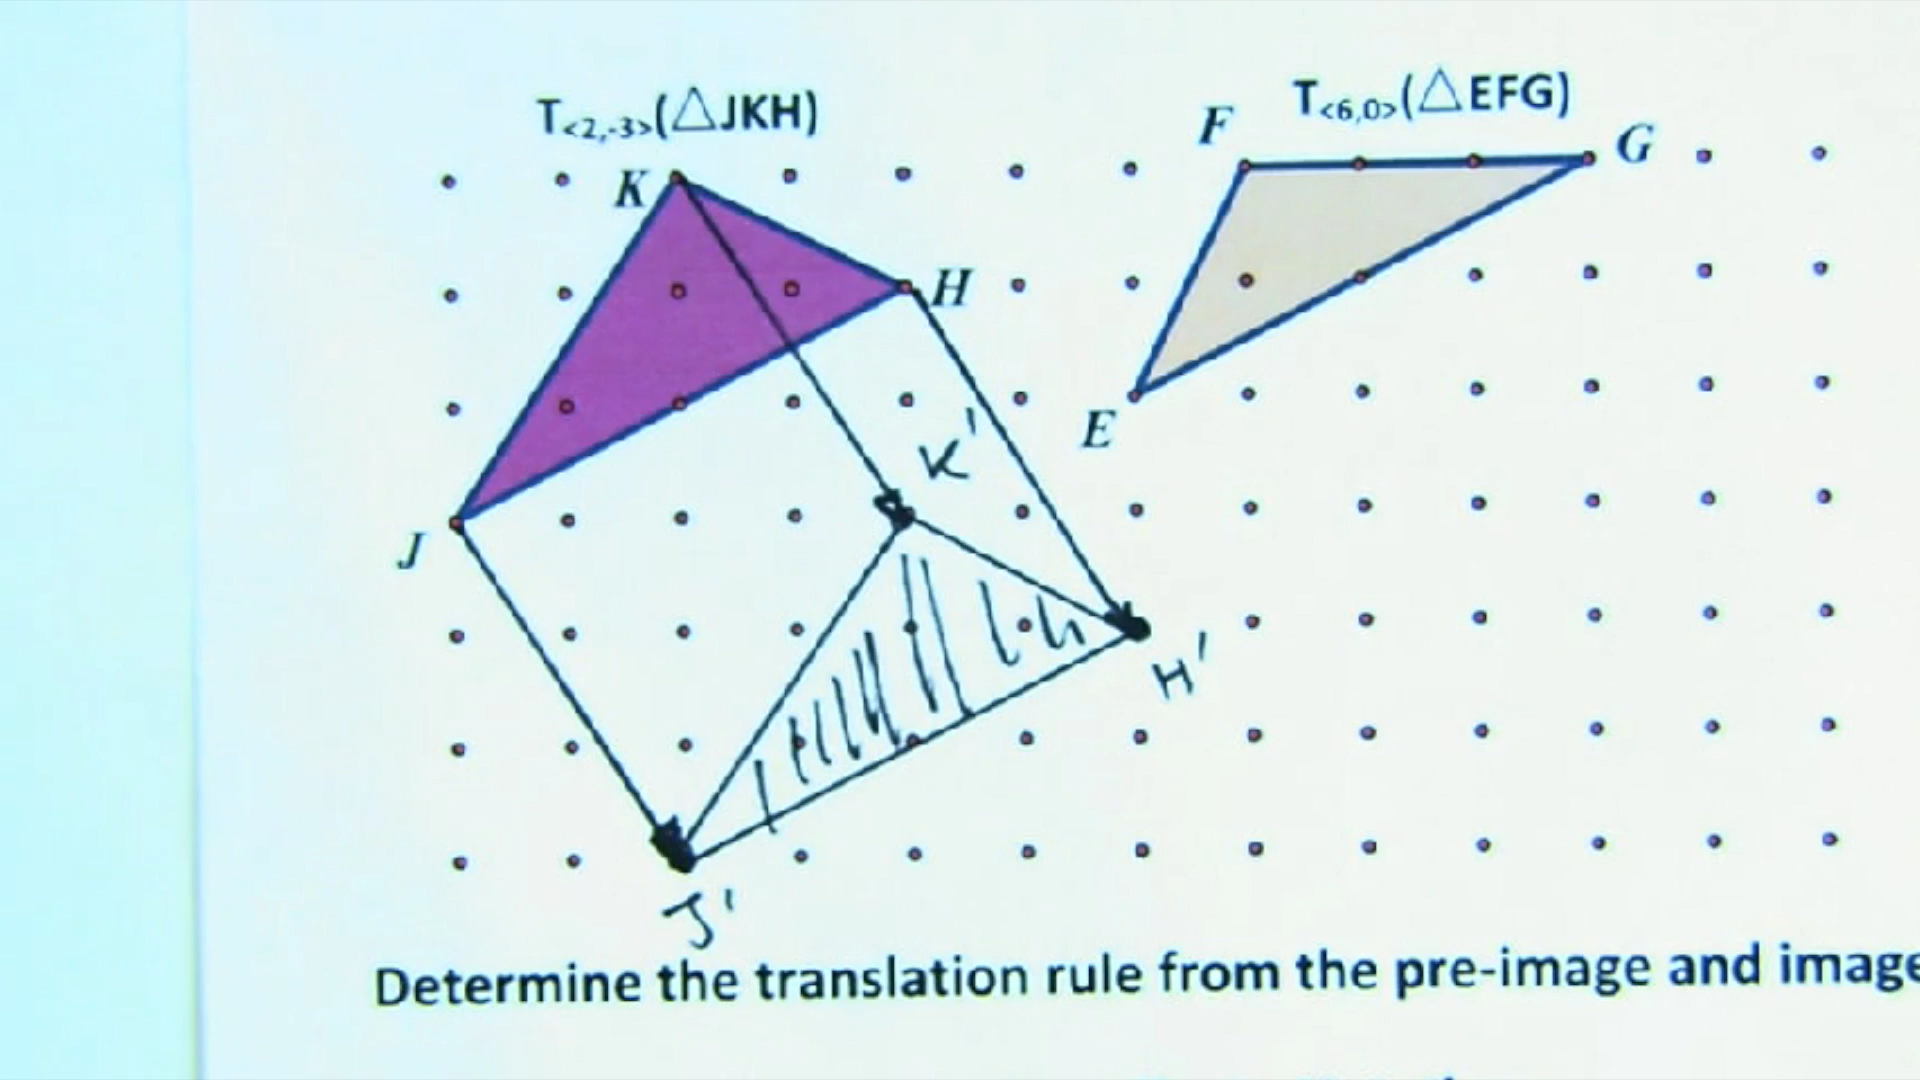 T<2,-3>(△JKH)
T<6,0>(△EFG)
F
G
K
H
E
K'
J
H'
J'
Determine the translation rule from the pre-image and image